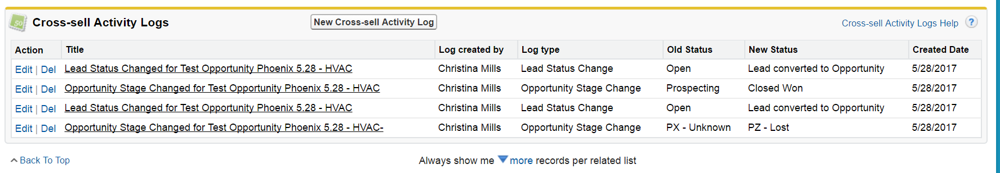 50 Cross-sell Activity Logs New Cross-sell Activity Log Cross-sell Activity Logs Help ?
Action Title Log created by Log type Old Status New Status Created Date
Edit | Del Lead Status Changed for Test Opportunity Phoenix 5.28 - HVAC Christina Mills Lead Status Change Open Lead converted to Opportunity 5/28/2017
Edit | Del Opportunity Stage Changed for Test Opportunity Phoenix 5.28 - HVAC Christina Mills Opportunity Stage Change Prospecting Closed Won 5/28/2017
Edit | Del Lead Status Changed for Test Opportunity Phoenix 5.28 - HVAC Christina Mills Lead Status Change Open Lead converted to Opportunity 5/28/2017
Edit | Del Opportunity Stage Changed for Test Opportunity Phoenix 5.28 - HVAC- Christina Mills Opportunity Stage Change PX - Unknown PZ - Lost 5/28/2017
Back To Top Always show me more records per related list